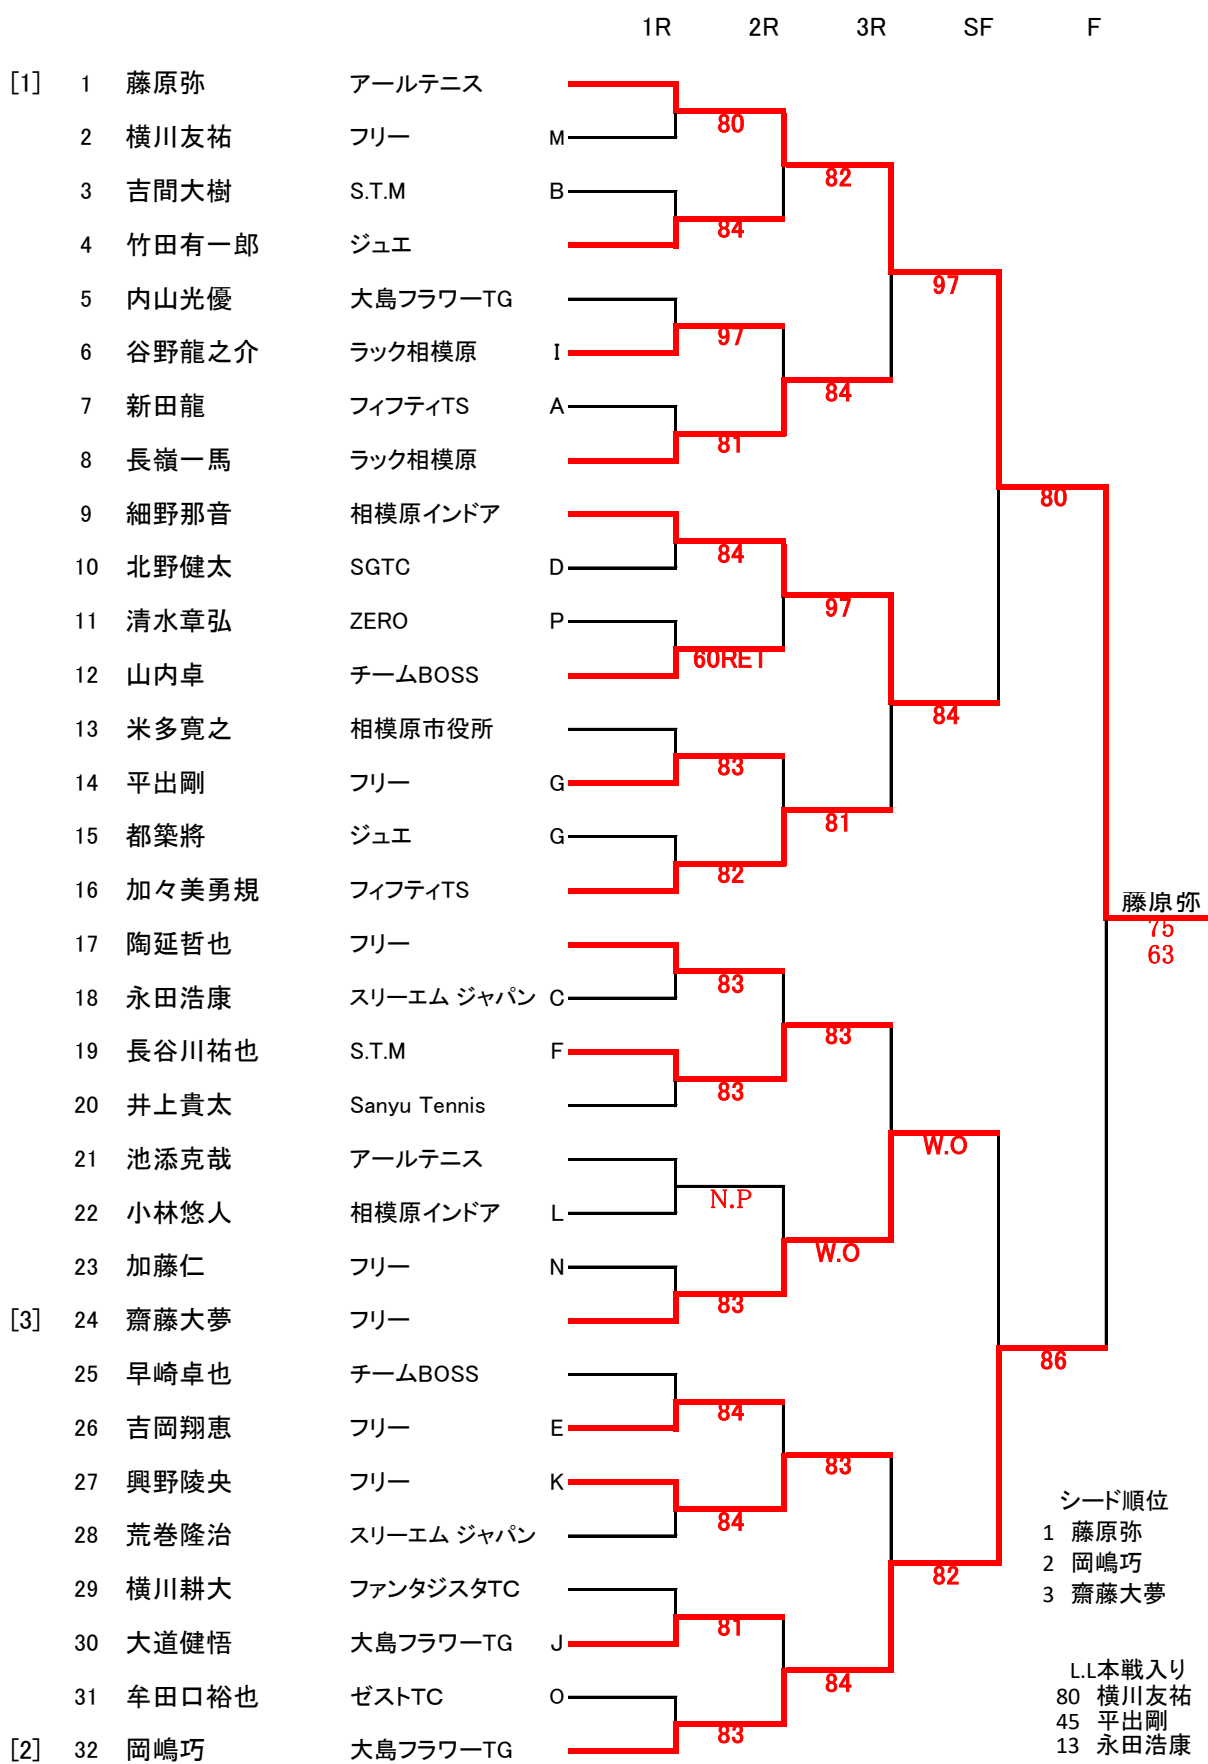 1R 2R 3R SF F
[1] 1 藤原弥 アールテニス
80
2 横川友祐 フリー M
82
3 吉間大樹 S.T.M B
84
4 竹田有一郎 ジュエ
97
5 内山光優 大島フラワーTG
97
6 谷野龍之介 ラック相模原 I
84
7 新田龍 フィフティTS A
81
8 長嶺一馬 ラック相模原
80
9 細野那音 相模原インドア
84
10 北野健太 SGTC D
97
11 清水章弘 ZERO P
60RET
12 山内卓 チームBOSS
84
13 米多寛之 相模原市役所
83
14 平出剛 フリー G
81
15 都築將 ジュエ G
82
16 加々美勇規 フィフティTS
藤原弥
75
63
17 陶延哲也 フリー
83
18 永田浩康 スリーエム ジャパン C
83
19 長谷川祐也 S.T.M F
83
20 井上貴太 Sanyu Tennis
W.O
21 池添克哉 アールテニス
N.P
22 小林悠人 相模原インドア L
W.O
23 加藤仁 フリー N
83
[3] 24 齋藤大夢 フリー
86
25 早崎卓也 チームBOSS
84
26 吉岡翔恵 フリー E
83
27 興野陵央 フリー K
84
28 荒巻隆治 スリーエム ジャパン
82
29 横川耕大 ファンタジスタTC
81
30 大道健悟 大島フラワーTG J
84
31 牟田口裕也 ゼストTC O
83
[2] 32 岡嶋巧 大島フラワーTG
シード順位
1 藤原弥
2 岡嶋巧
3 齋藤大夢
L.L本戦入り
80 横川友祐
45 平出剛
13 永田浩康